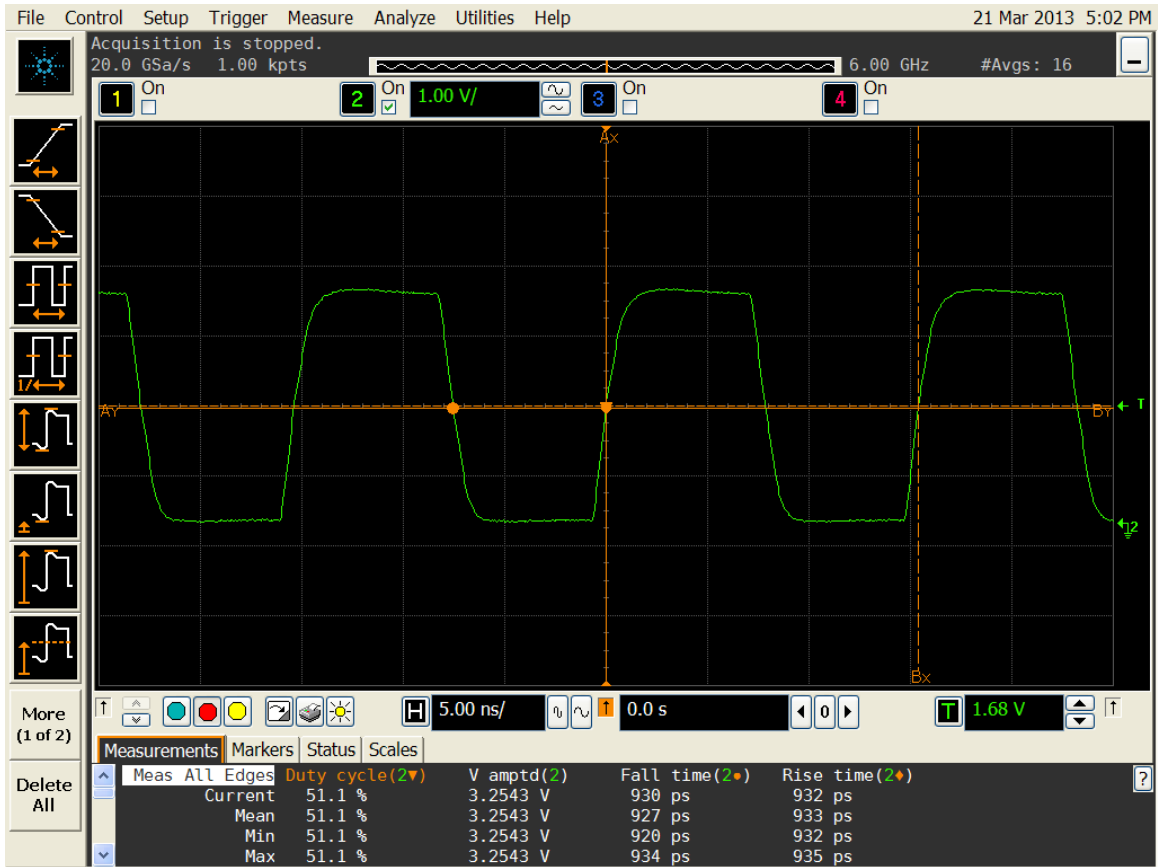 File Control Setup Trigger Measure Analyze Utilities Help 21 Mar 2013 5:02 PM
Acquisition is stopped.
20.0 GSa/s 1.00 kpts 6.00 GHz #Avgs: 16
1 On 2 On 1.00 V/ 3 On 4 On
Ax
AY BY T
2
Bx
1/
More
(1 of 2)
Delete
All
H 5.00 ns/ 0.0 s 0 T 1.68 V
Measurements Markers Status Scales
Meas All Edges Duty cycle(2▼) V amptd(2) Fall time(2●) Rise time(2♦) ?
Current 51.1 % 3.2543 V 930 ps 932 ps
Mean 51.1 % 3.2543 V 927 ps 933 ps
Min 51.1 % 3.2543 V 920 ps 932 ps
Max 51.1 % 3.2543 V 934 ps 935 ps